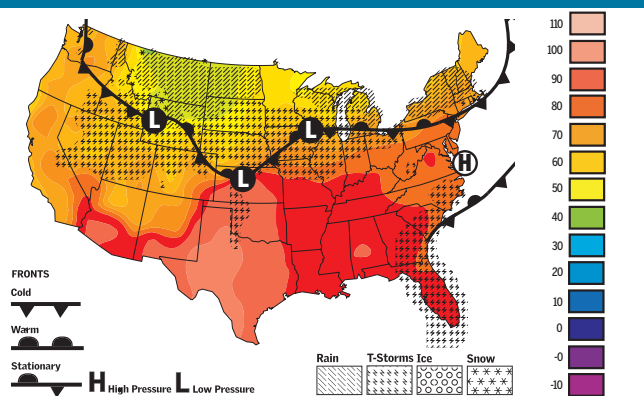 110
100
90
80
70
60
50
40
30
20
10
0
-0
-10
L
L
L
H
FRONTS
Cold
Warm
Stationary
H High Pressure L Low Pressure
Rain T-Storms Ice Snow